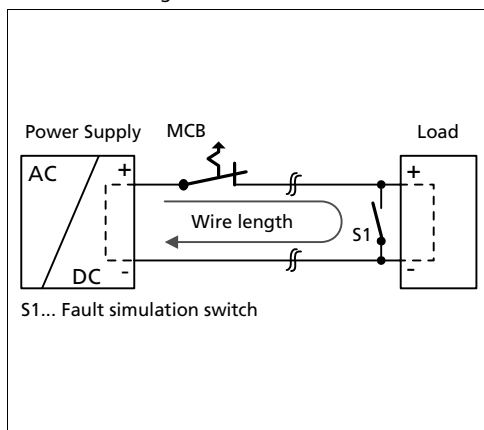 Power Supply MCB Load
AC + +
Wire length
S1
DC - -
S1... Fault simulation switch